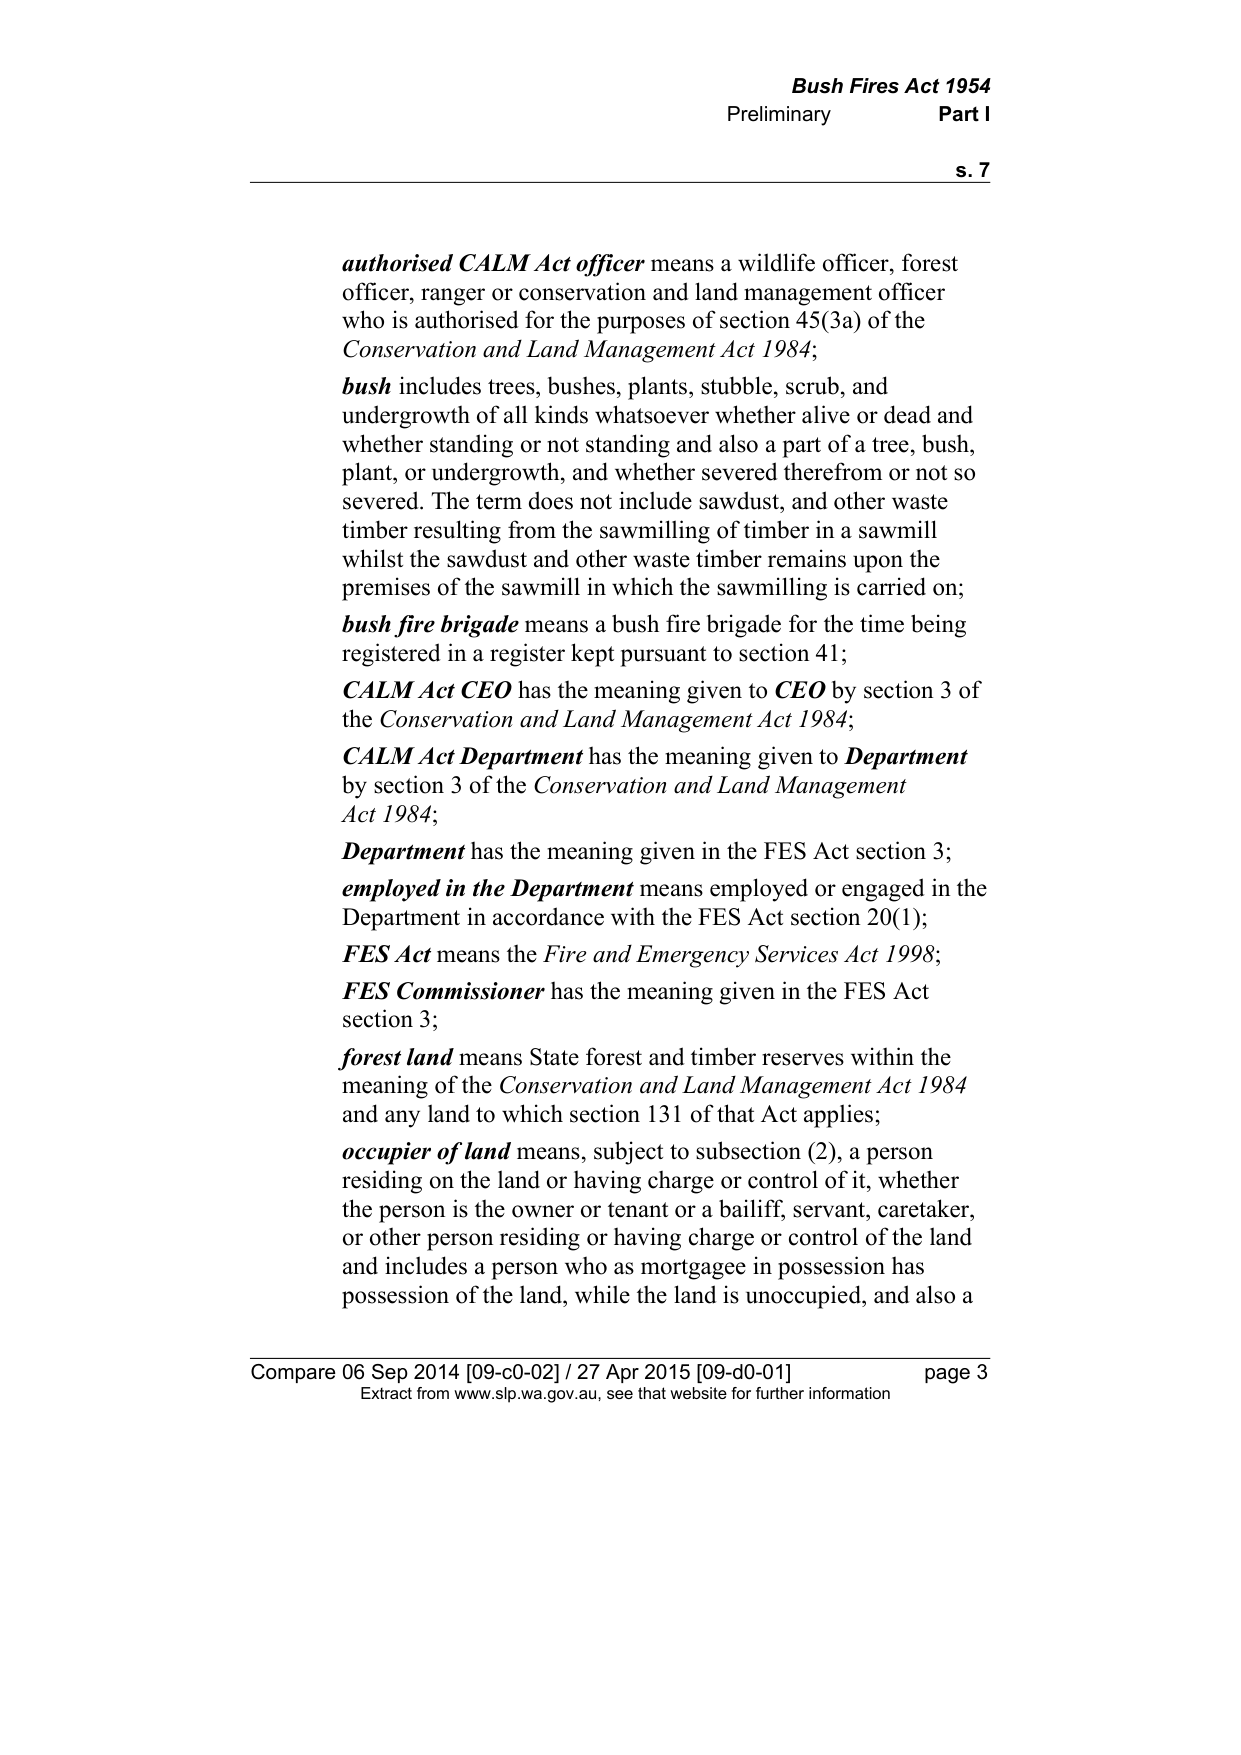 Bush Fires Act 1954
Preliminary Part I
s. 7
authorised CALM Act officer means a wildlife officer, forest
officer, ranger or conservation and land management officer
who is authorised for the purposes of section 45(3a) of the
Conservation and Land Management Act 1984;
bush includes trees, bushes, plants, stubble, scrub, and
undergrowth of all kinds whatsoever whether alive or dead and
whether standing or not standing and also a part of a tree, bush,
plant, or undergrowth, and whether severed therefrom or not so
severed. The term does not include sawdust, and other waste
timber resulting from the sawmilling of timber in a sawmill
whilst the sawdust and other waste timber remains upon the
premises of the sawmill in which the sawmilling is carried on;
bush fire brigade means a bush fire brigade for the time being
registered in a register kept pursuant to section 41;
CALM Act CEO has the meaning given to CEO by section 3 of
the Conservation and Land Management Act 1984;
CALM Act Department has the meaning given to Department
by section 3 of the Conservation and Land Management
Act 1984;
Department has the meaning given in the FES Act section 3;
employed in the Department means employed or engaged in the
Department in accordance with the FES Act section 20(1);
FES Act means the Fire and Emergency Services Act 1998;
FES Commissioner has the meaning given in the FES Act
section 3;
forest land means State forest and timber reserves within the
meaning of the Conservation and Land Management Act 1984
and any land to which section 131 of that Act applies;
occupier of land means, subject to subsection (2), a person
residing on the land or having charge or control of it, whether
the person is the owner or tenant or a bailiff, servant, caretaker,
or other person residing or having charge or control of the land
and includes a person who as mortgagee in possession has
possession of the land, while the land is unoccupied, and also a
Compare 06 Sep 2014 [09-c0-02] / 27 Apr 2015 [09-d0-01] page 3
Extract from www.slp.wa.gov.au, see that website for further information